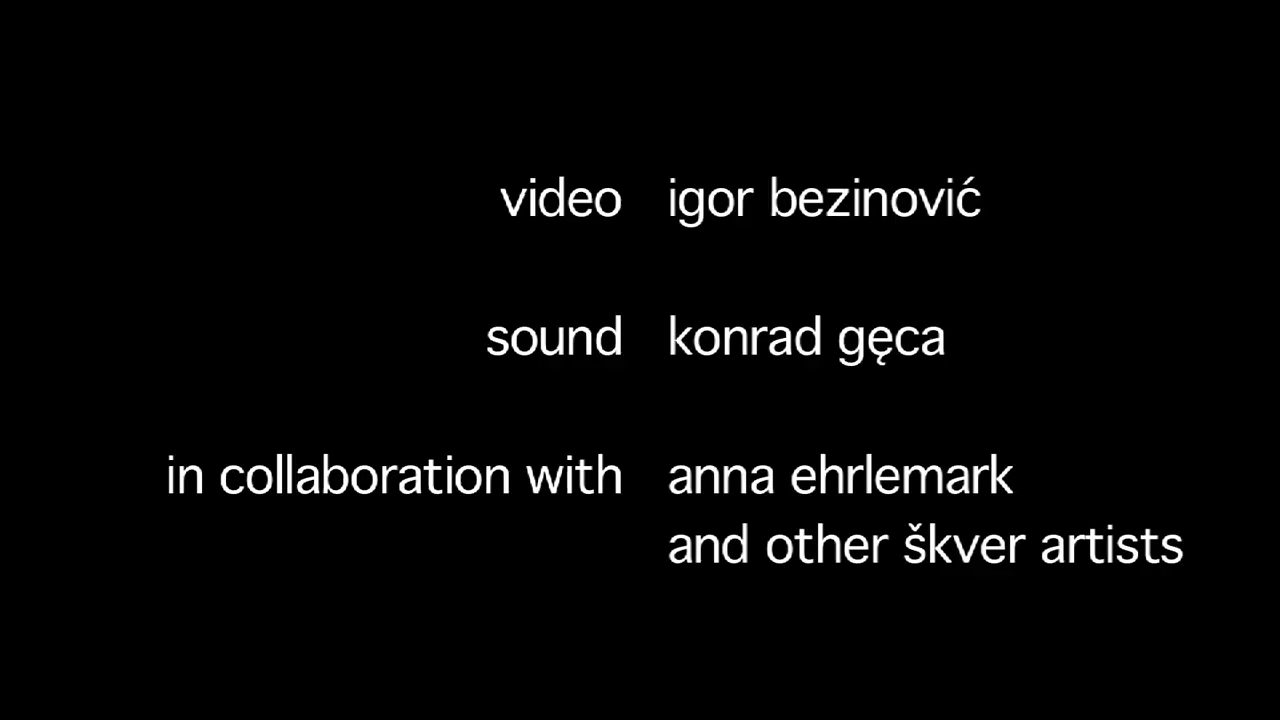 video igor bezinović
sound konrad gęca
in collaboration with anna ehrlemark
and other škver artists